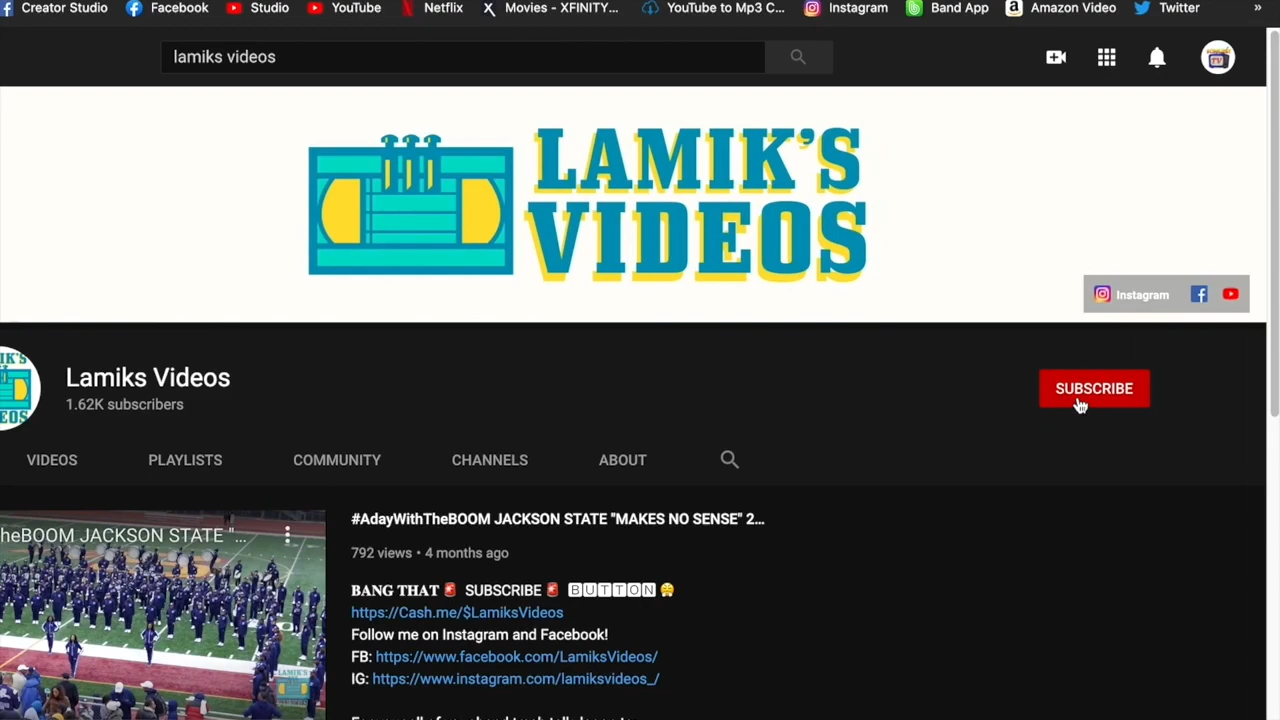 Creator Studio Facebook Studio YouTube Netflix Movies - XFINITY... YouTube to Mp3 C... Instagram Band App Amazon Video Twitter »
lamiks videos
LAMIK'S
VIDEOS
Instagram
Lamiks Videos
1.62K subscribers
SUBSCRIBE
VIDEOS PLAYLISTS COMMUNITY CHANNELS ABOUT
heBOOM JACKSON STATE "...
#AdayWithTheBOOM JACKSON STATE "MAKES NO SENSE" 2...
792 views • 4 months ago
𝐁𝐀𝐍𝐆 𝐓𝐇𝐀𝐓 🚨 SUBSCRIBE 🚨 🄱🅄🅃🅃🄾🄽 😤
https://Cash.me/$LamiksVideos
Follow me on Instagram and Facebook!
FB: https://www.facebook.com/LamiksVideos/
IG: https://www.instagram.com/lamiksvideos_/